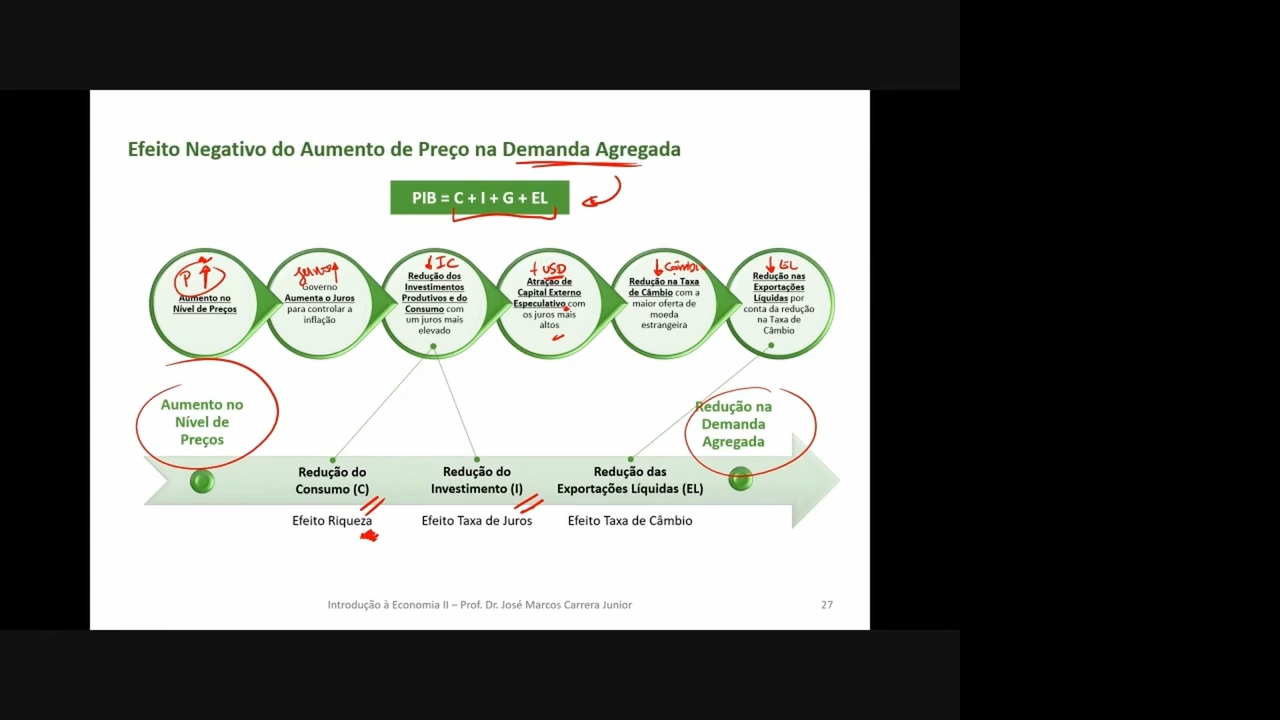 Efeito Negativo do Aumento de Preço na Demanda Agregada
PIB = C + I + G + EL
P ↑
Aumento no
Nível de Preços
juros↑
Governo
Aumenta o Juros
para controlar a
inflação
↓ IC
Redução dos
Investimentos
Produtivos e do
Consumo com
um juros mais
elevado
+ USD
Atração de
Capital Externo
Especulativo com
os juros mais
altos
↓ Câmbio
Redução na Taxa
de Câmbio com a
maior oferta de
moeda
estrangeira
↓ EL
Redução nas
Exportações
Líquidas por
conta da redução
na Taxa de
Câmbio
Aumento no
Nível de
Preços
Redução na
Demanda
Agregada
Redução do
Consumo (C)
Efeito Riqueza
Redução do
Investimento (I)
Efeito Taxa de Juros
Redução das
Exportações Líquidas (EL)
Efeito Taxa de Câmbio
Introdução à Economia II – Prof. Dr. José Marcos Carrera Junior
27